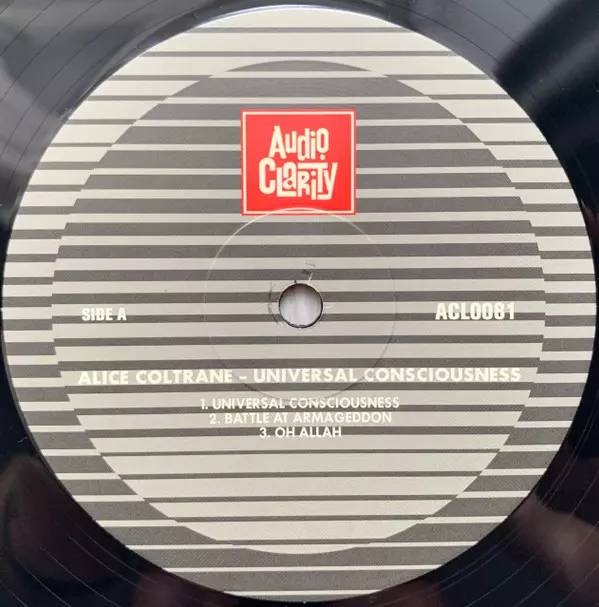 Audio
Clarity
SIDE A
ACL0081
ALICE COLTRANE - UNIVERSAL CONSCIOUSNESS
1. UNIVERSAL CONSCIOUSNESS
2. BATTLE AT ARMAGEDDON
3. OH ALLAH